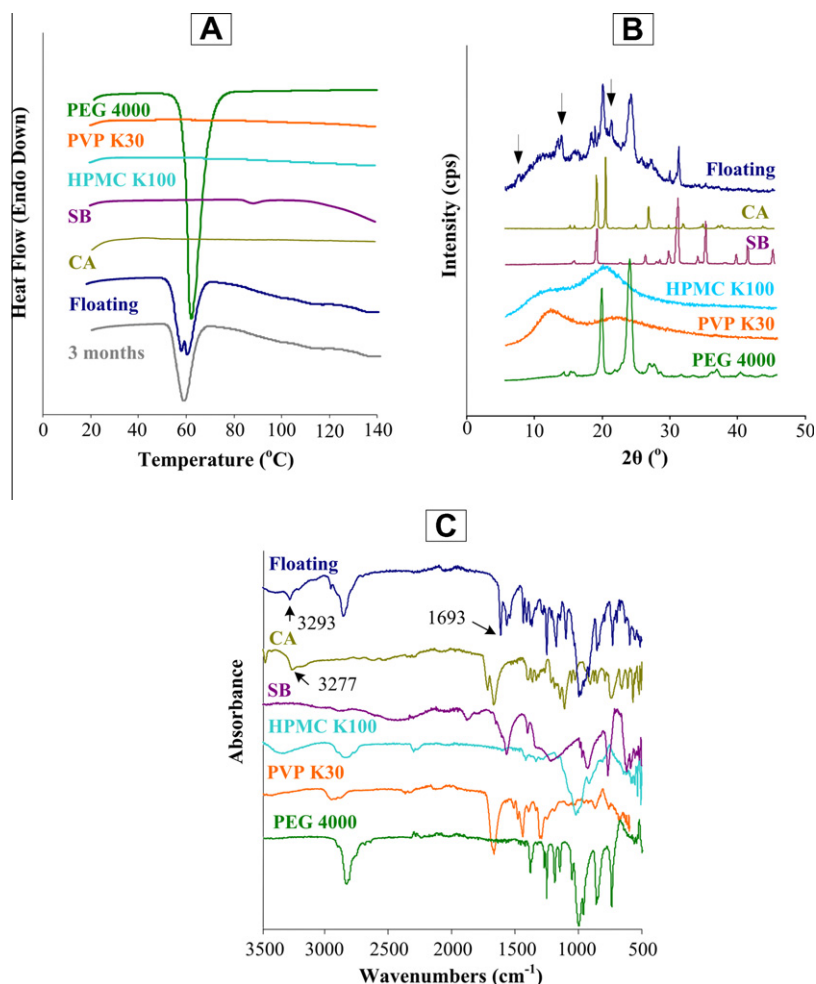 A
Heat Flow (Endo Down)
PEG 4000
PVP K30
HPMC K100
SB
CA
Floating
3 months
0 20 40 60 80 100 120 140
Temperature (°C)
B
Intensity (cps)
Floating
CA
SB
HPMC K100
PVP K30
PEG 4000
0 10 20 30 40 50
2θ (°)
C
Absorbance
Floating
3293
1693
CA
3277
SB
HPMC K100
PVP K30
PEG 4000
3500 3000 2500 2000 1500 1000 500
Wavenumbers (cm⁻¹)